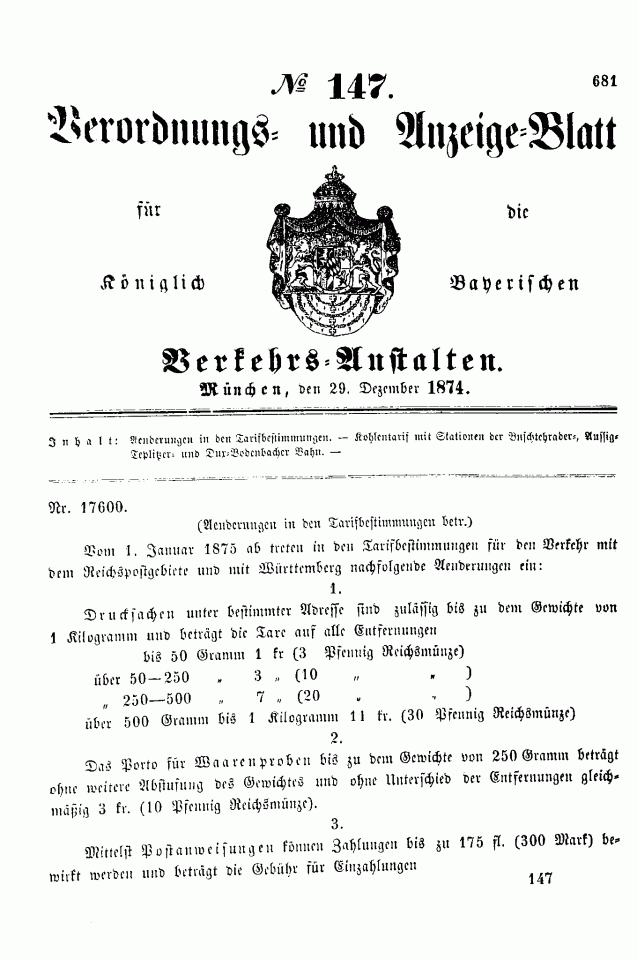 681
№ 147.
Verordnungs- und Anzeige-Blatt
für die
Königlich Bayerischen
Verkehrs-Anstalten.
München, den 29. Dezember 1874.
Inhalt: Aenderungen in den Tarifbestimmungen. — Kohlentarif mit Stationen der Buschtehrader-, Aussig-
Teplitzer- und Dux-Bodenbacher Bahn. —
Nr. 17600.
(Aenderungen in den Tarifbestimmungen betr.)
Vom 1. Januar 1875 ab treten in den Tarifbestimmungen für den Verkehr mit
dem Reichspostgebiete und mit Württemberg nachfolgende Aenderungen ein:
1.
Drucksachen unter bestimmter Adresse sind zulässig bis zu dem Gewichte von
1 Kilogramm und beträgt die Taxe auf alle Entfernungen
bis 50 Gramm 1 kr (3 Pfennig Reichsmünze)
über 50—250 „ 3 „ (10 „ „ )
„ 250—500 „ 7 „ (20 „ „ )
über 500 Gramm bis 1 Kilogramm 11 kr. (30 Pfennig Reichsmünze)
2.
Das Porto für Waarenproben bis zu dem Gewichte von 250 Gramm beträgt
ohne weitere Abstufung des Gewichtes und ohne Unterschied der Entfernungen gleich-
mäßig 3 kr. (10 Pfennig Reichsmünze).
3.
Mittelst Postanweisungen können Zahlungen bis zu 175 fl. (300 Mark) be-
wirkt werden und beträgt die Gebühr für Einzahlungen
147